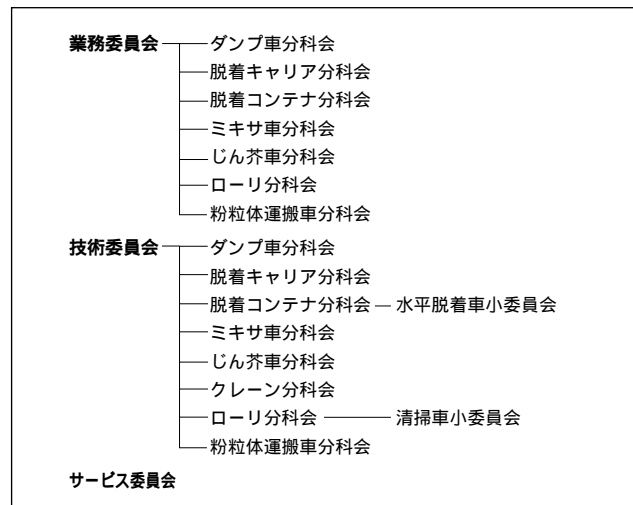 業務委員会 ダンプ車分科会
脱着キャリア分科会
脱着コンテナ分科会
ミキサ車分科会
じん芥車分科会
ローリ分科会
粉粒体運搬車分科会
技術委員会 ダンプ車分科会
脱着キャリア分科会
脱着コンテナ分科会 水平脱着車小委員会
ミキサ車分科会
じん芥車分科会
クレーン分科会
ローリ分科会 清掃車小委員会
粉粒体運搬車分科会
サービス委員会